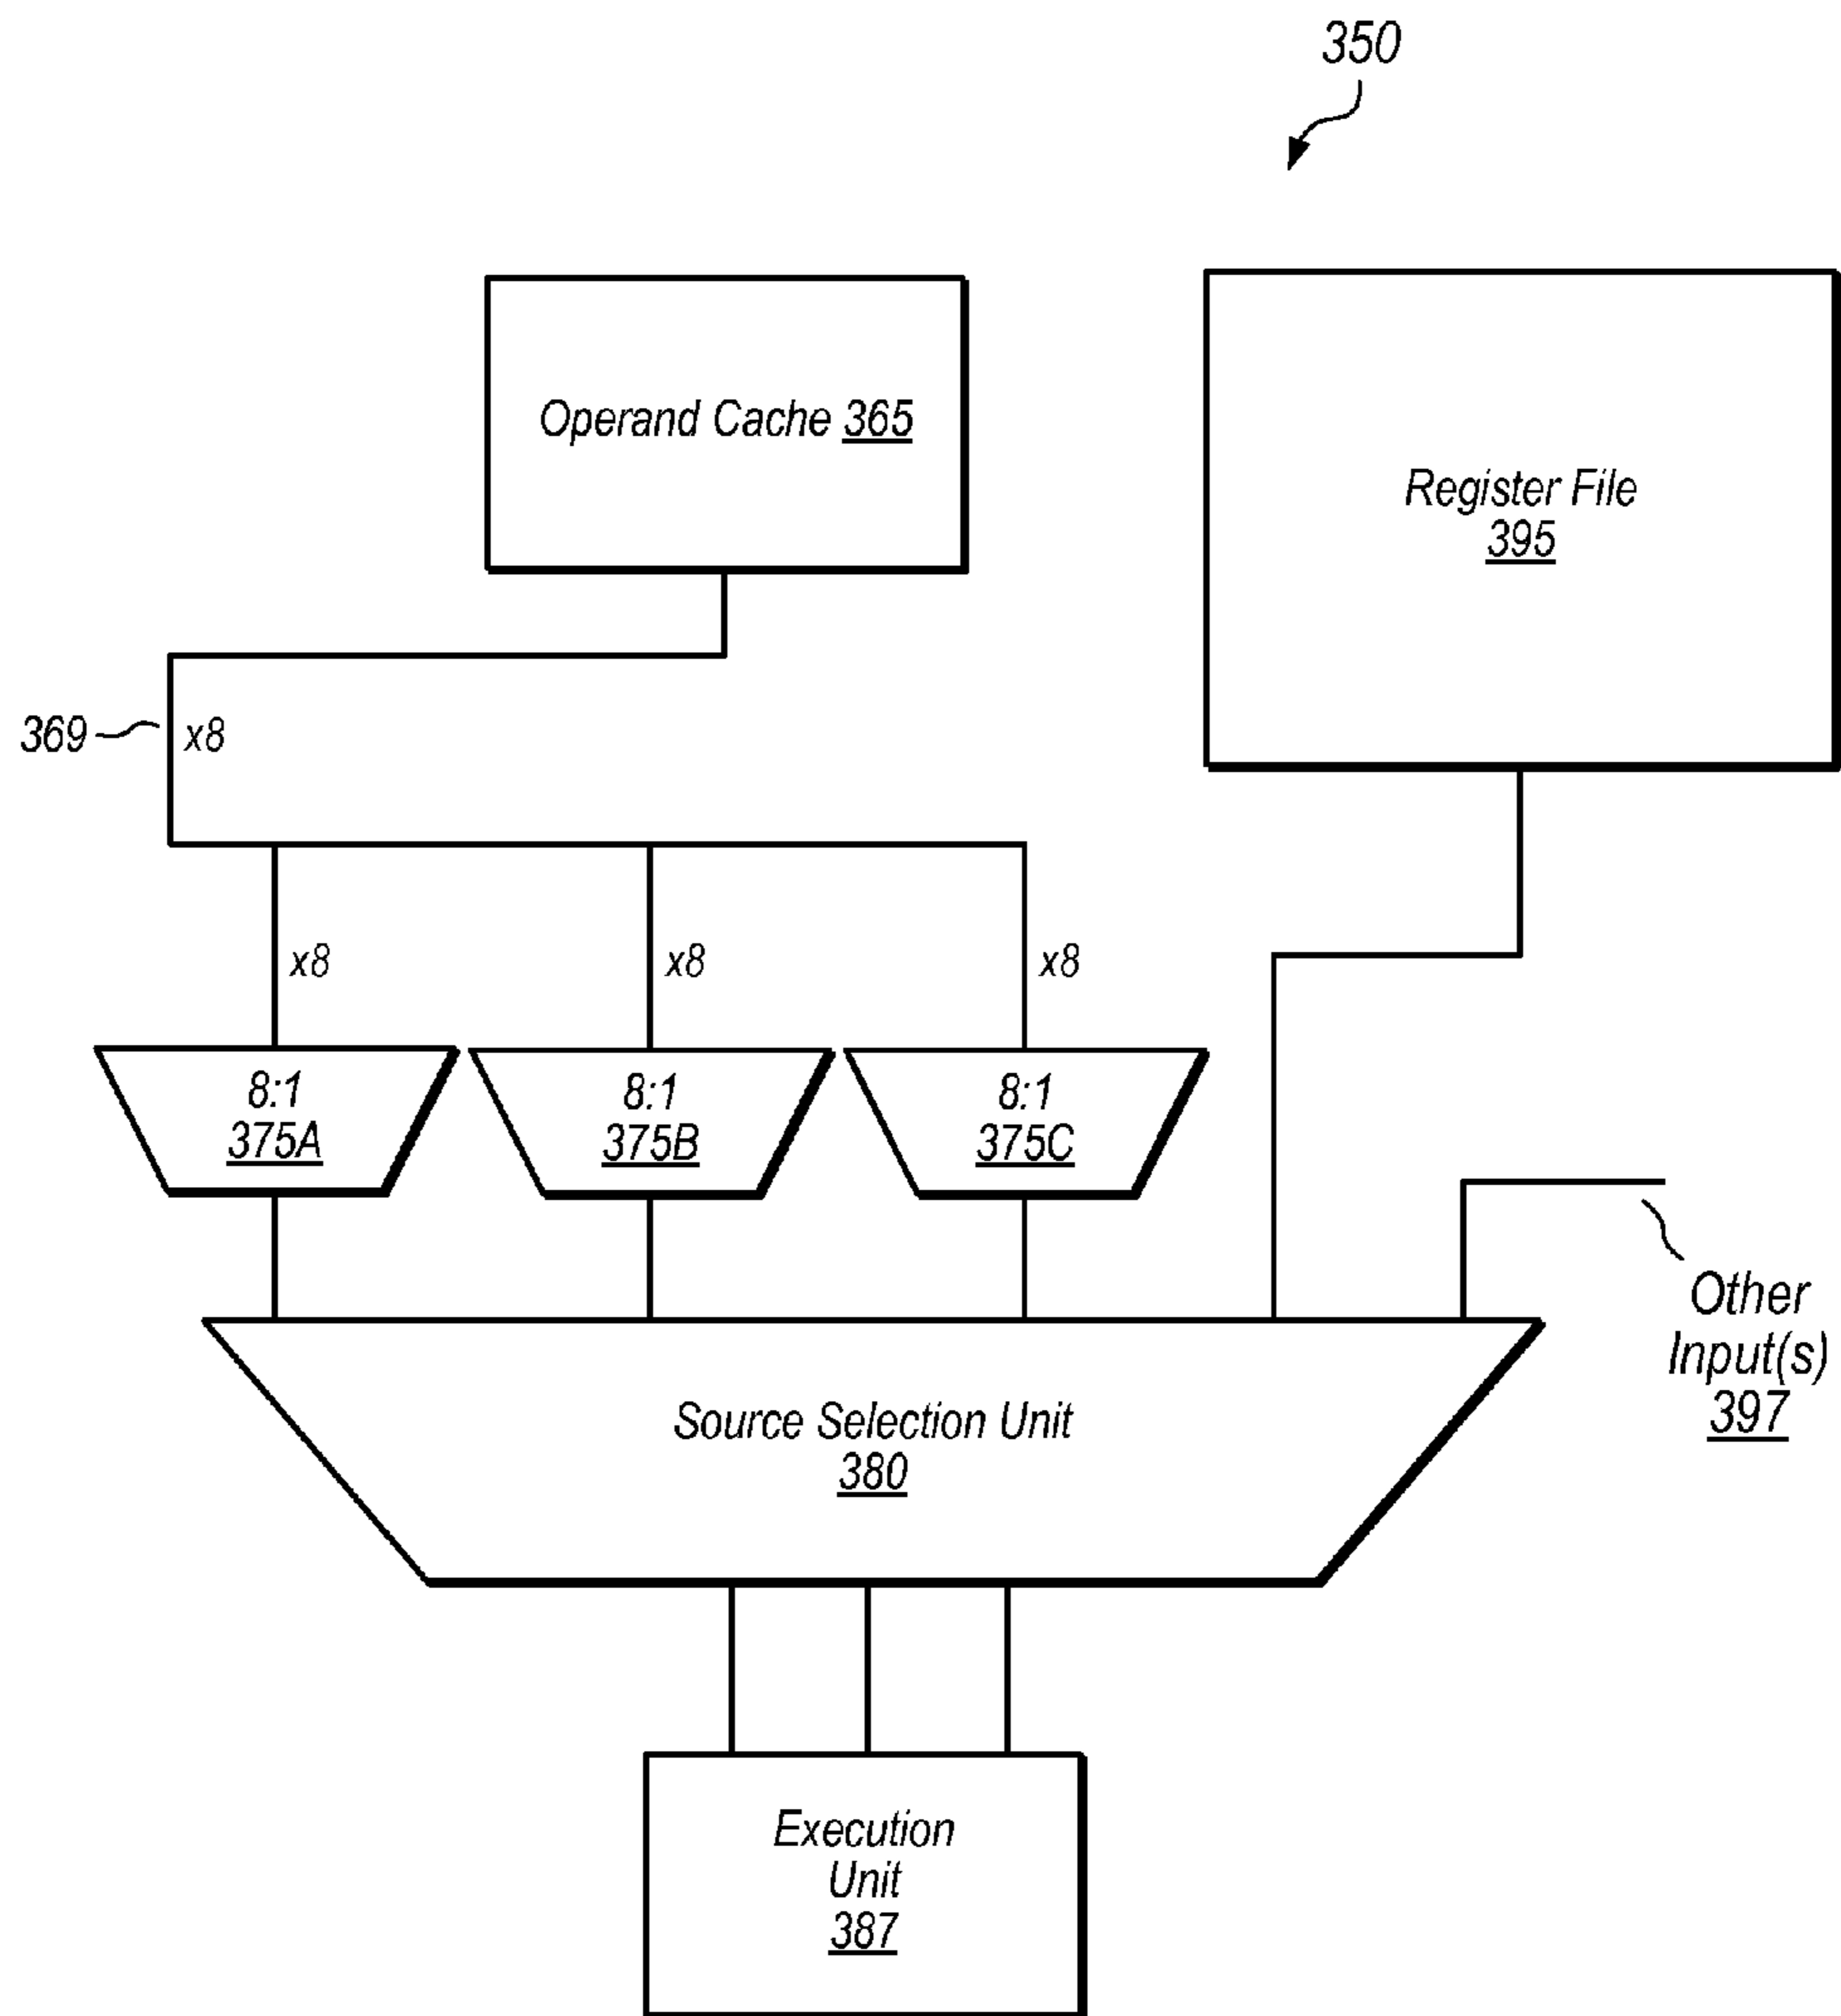 350
Operand Cache 365
Register File
395
369
x8
x8
x8
x8
8:1
375A
8:1
375B
8:1
375C
Other
Input(s)
397
Source Selection Unit
380
Execution
Unit
387